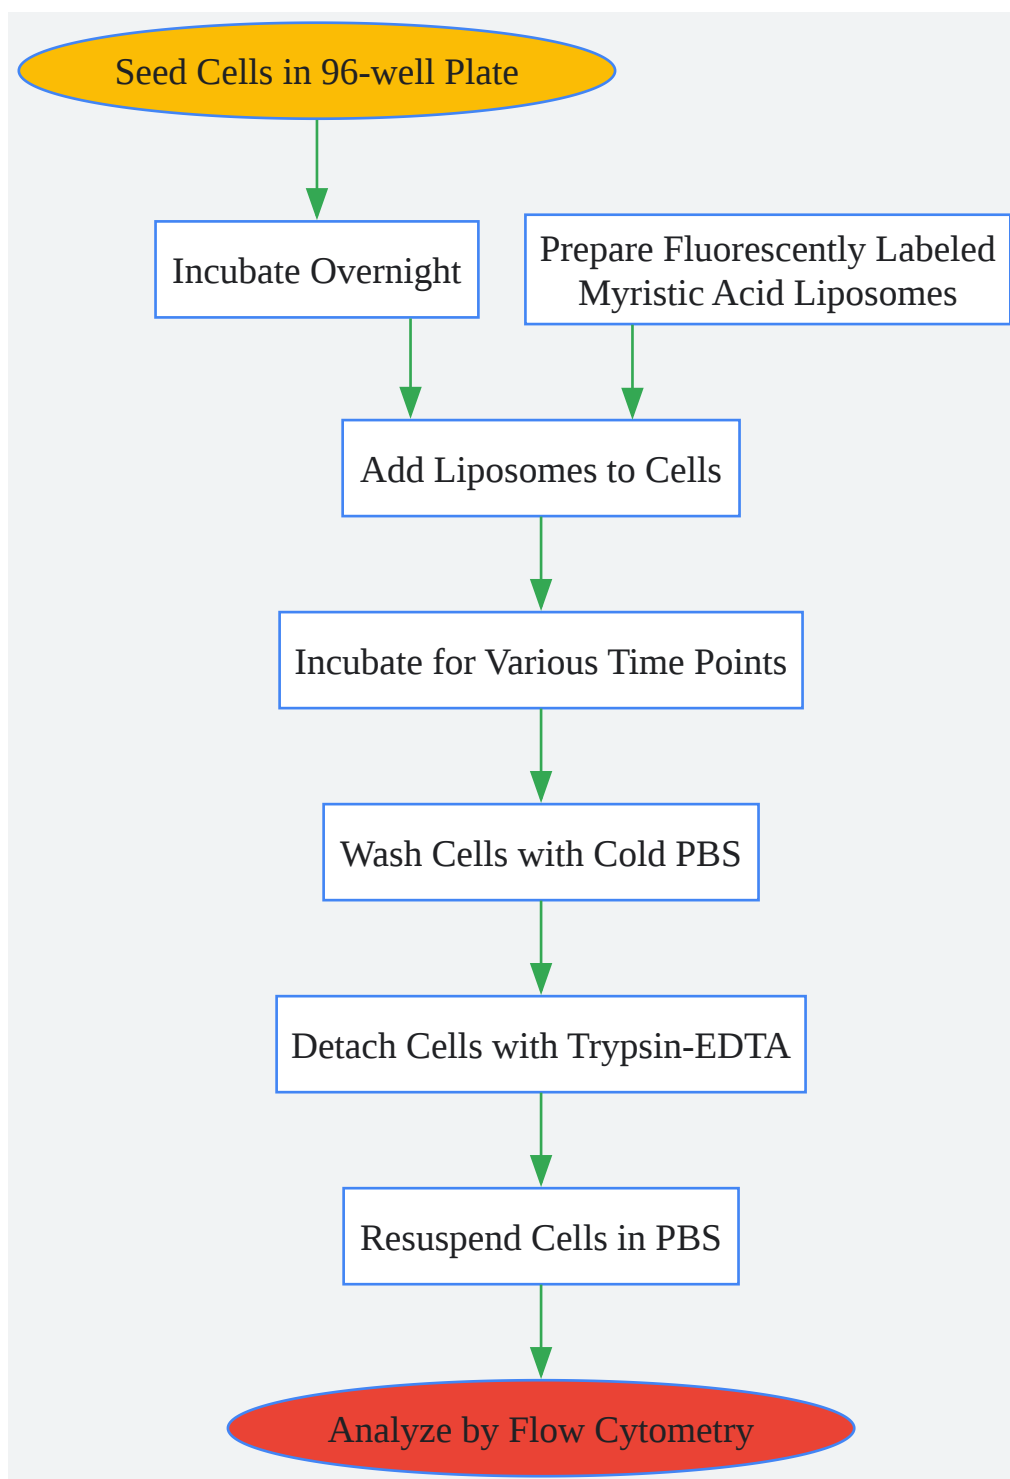 Seed Cells in 96-well Plate
Incubate Overnight
Prepare Fluorescently Labeled
Myristic Acid Liposomes
Add Liposomes to Cells
Incubate for Various Time Points
Wash Cells with Cold PBS
Detach Cells with Trypsin-EDTA
Resuspend Cells in PBS
Analyze by Flow Cytometry